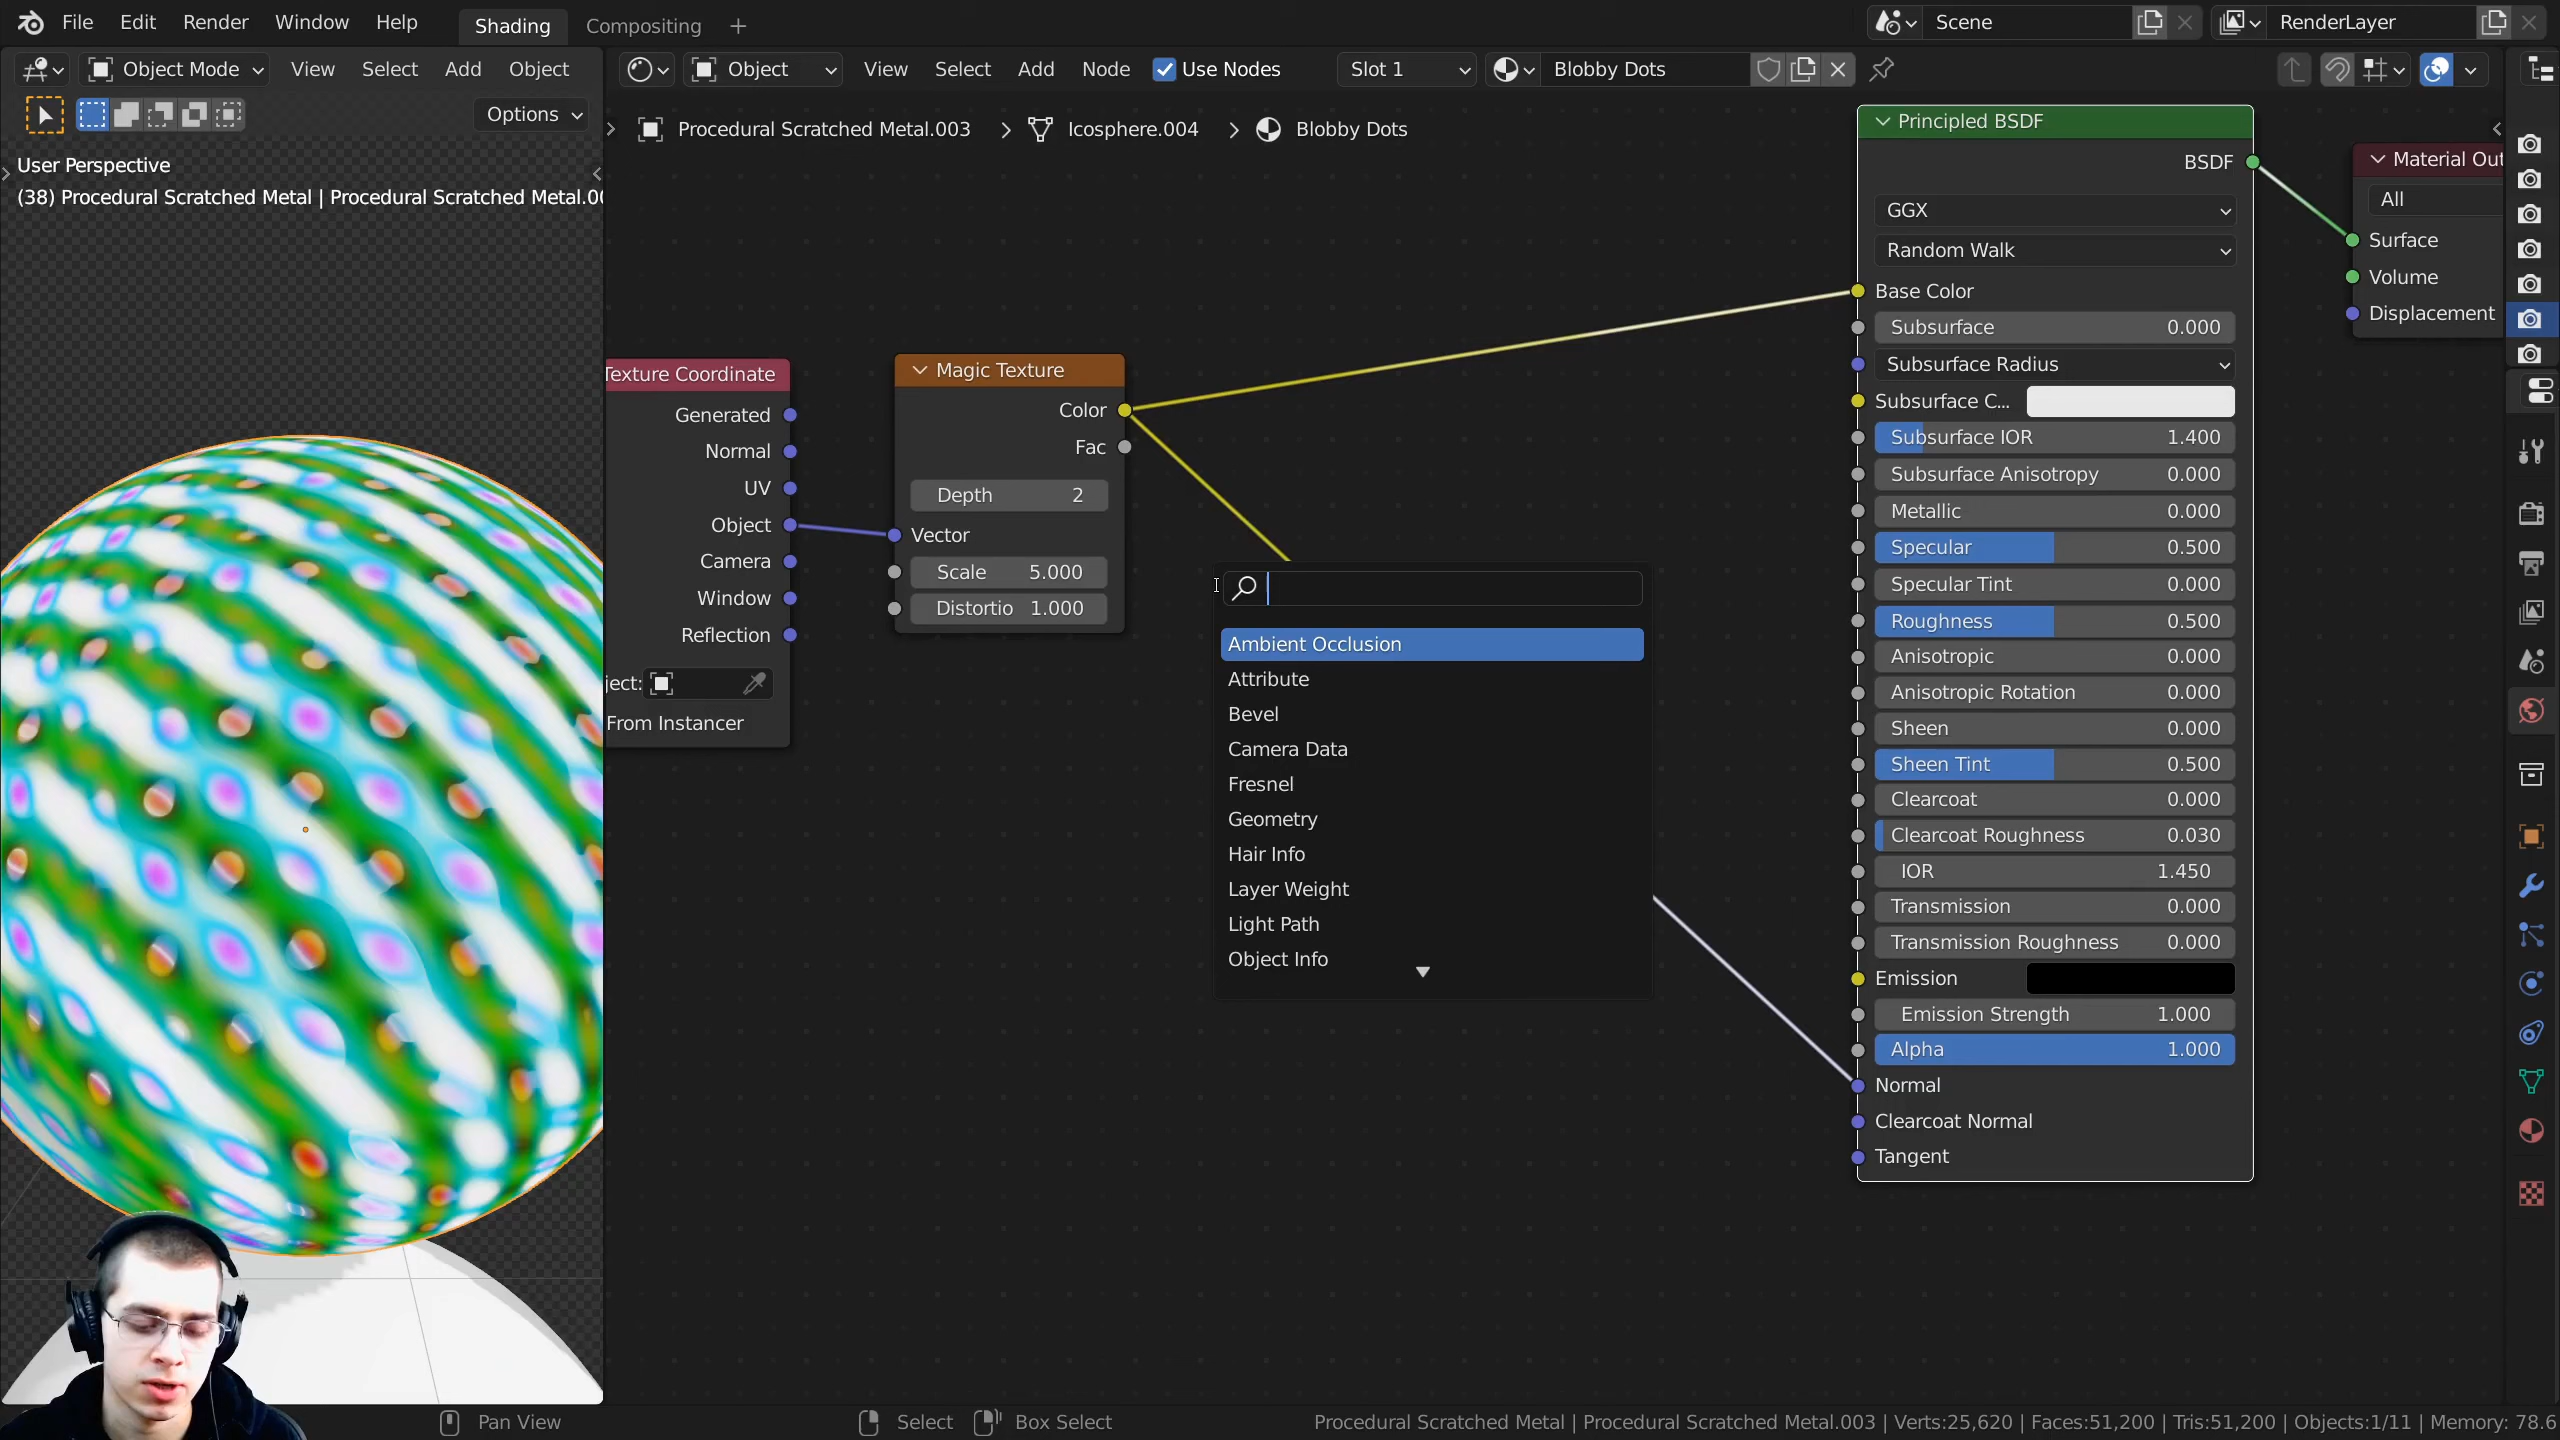 File Edit Render Window Help Shading Compositing + Scene RenderLayer
Object Mode View Select Add Object Object View Select Add Node Use Nodes Slot 1 Blobby Dots
Options
Procedural Scratched Metal.003 > Icosphere.004 > Blobby Dots
User Perspective
(38) Procedural Scratched Metal | Procedural Scratched Metal.00
Texture Coordinate
Generated
Normal
UV
Object
Camera
Window
Reflection
ject:
From Instancer
Magic Texture
Color
Fac
Depth 2
Vector
Scale 5.000
Distortio 1.000
Ambient Occlusion
Attribute
Bevel
Camera Data
Fresnel
Geometry
Hair Info
Layer Weight
Light Path
Object Info
Principled BSDF
BSDF
GGX
Random Walk
Base Color
Subsurface 0.000
Subsurface Radius
Subsurface C...
Subsurface IOR 1.400
Subsurface Anisotropy 0.000
Metallic 0.000
Specular 0.500
Specular Tint 0.000
Roughness 0.500
Anisotropic 0.000
Anisotropic Rotation 0.000
Sheen 0.000
Sheen Tint 0.500
Clearcoat 0.000
Clearcoat Roughness 0.030
IOR 1.450
Transmission 0.000
Transmission Roughness 0.000
Emission
Emission Strength 1.000
Alpha 1.000
Normal
Clearcoat Normal
Tangent
Material Out
All
Surface
Volume
Displacement
Pan View Select Box Select Procedural Scratched Metal | Procedural Scratched Metal.003 | Verts:25,620 | Faces:51,200 | Tris:51,200 | Objects:1/11 | Memory: 78.6